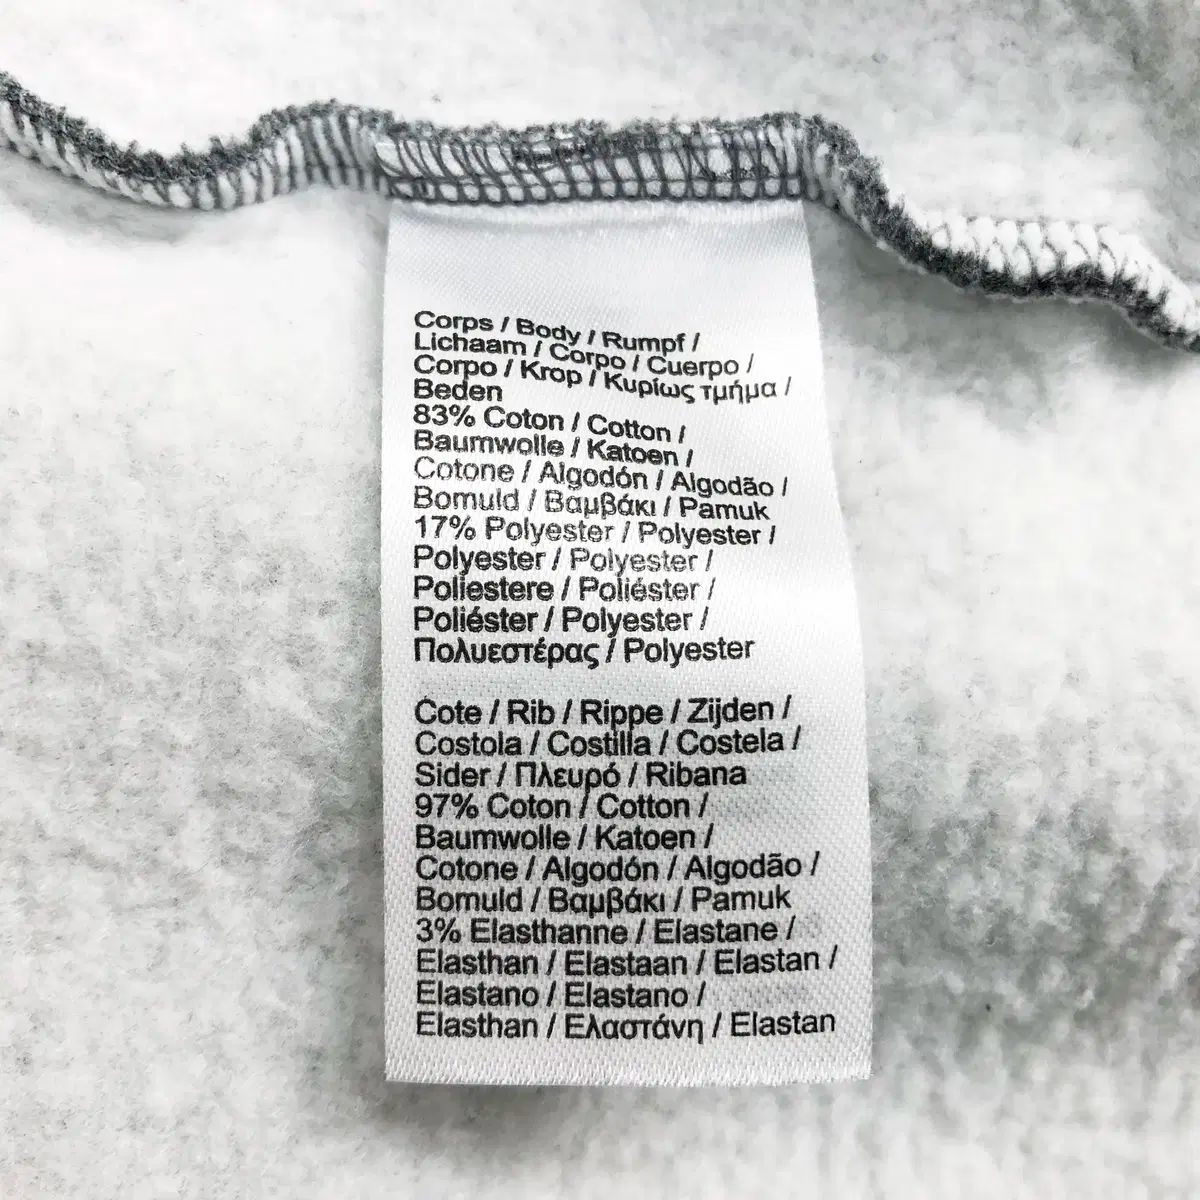 Corps / Body / Rumpf /
Lichaam / Corpo / Cuerpo /
Corpo / Krop / Κυρίως τμήμα /
Beden
83% Coton / Cotton /
Baumwolle / Katoen /
Cotone / Algodón / Algodão /
Bomuld / Βαμβάκι / Pamuk
17% Polyester / Polyester /
Polyester / Polyester /
Poliestere / Poliéster /
Poliéster / Polyester /
Πολυεστέρας / Polyester
Cote / Rib / Rippe / Zijden /
Costola / Costilla / Costela /
Sider / Πλευρό / Ribana
97% Coton / Cotton /
Baumwolle / Katoen /
Cotone / Algodón / Algodão /
Bomuld / Βαμβάκι / Pamuk
3% Elasthanne / Elastane /
Elasthan / Elastaan / Elastan /
Elastano / Elastano /
Elasthan / Ελαστάνη / Elastan